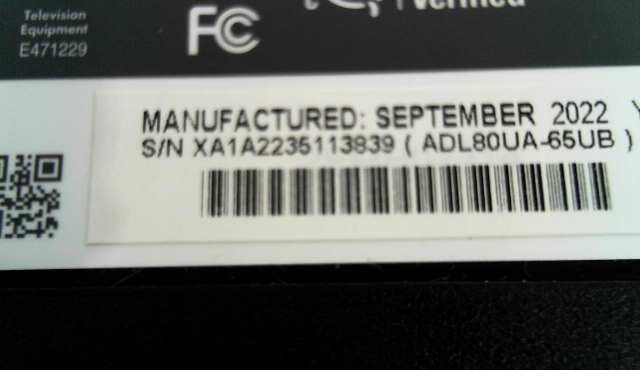 Television
Equipment
E471229
FC
Verified
MANUFACTURED: SEPTEMBER 2022
S/N XA1A2235113839 ( ADL80UA-65UB )